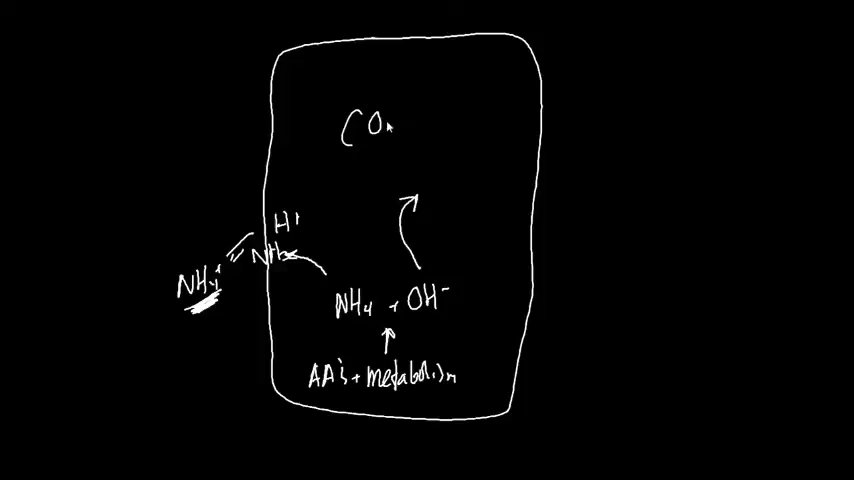 CO
H+
NH3
NH4+
NH4 + OH-
AA's + metabolism